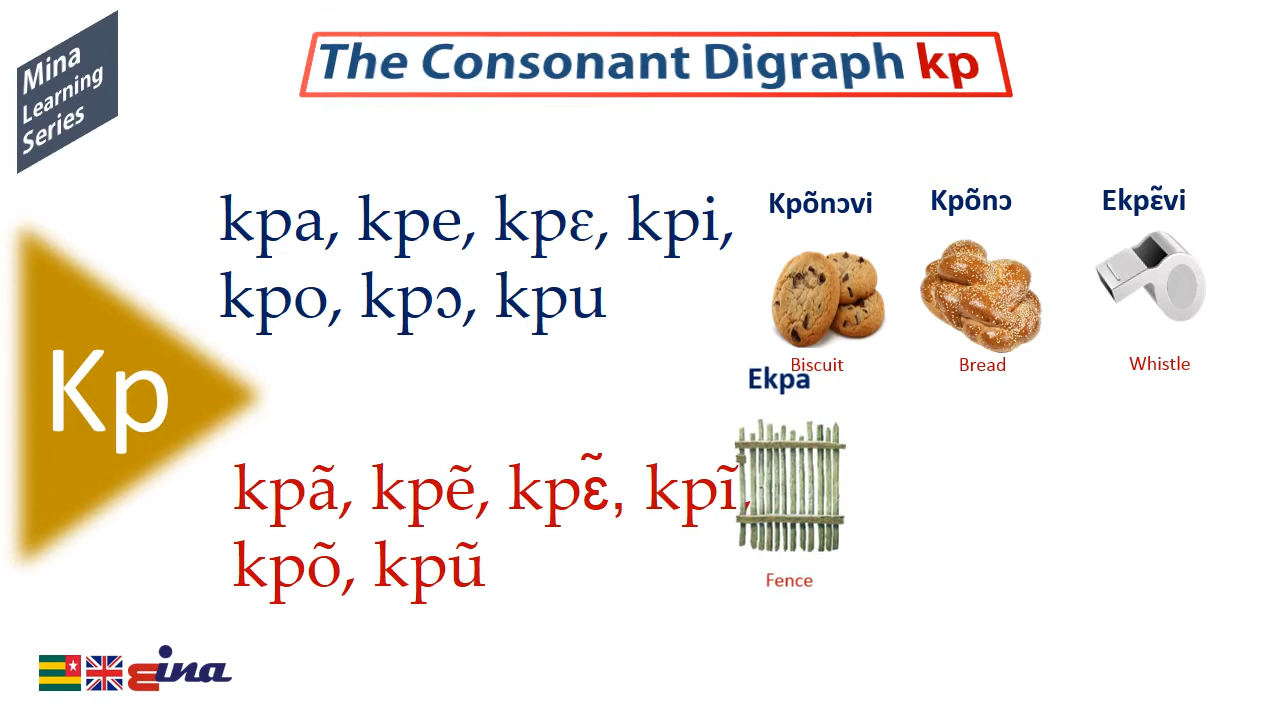 Mina
Learning
Series
The Consonant Digraph kp
kpa, kpe, kpɛ, kpi,
kpo, kpɔ, kpu
Kpõnɔvi
Kpõnɔ
Ekpɛ̃vi
Biscuit
Bread
Whistle
Ekpa
Kp
kpã, kpẽ, kpɛ̃, kpĩ,
kpõ, kpũ
Fence
ɛina